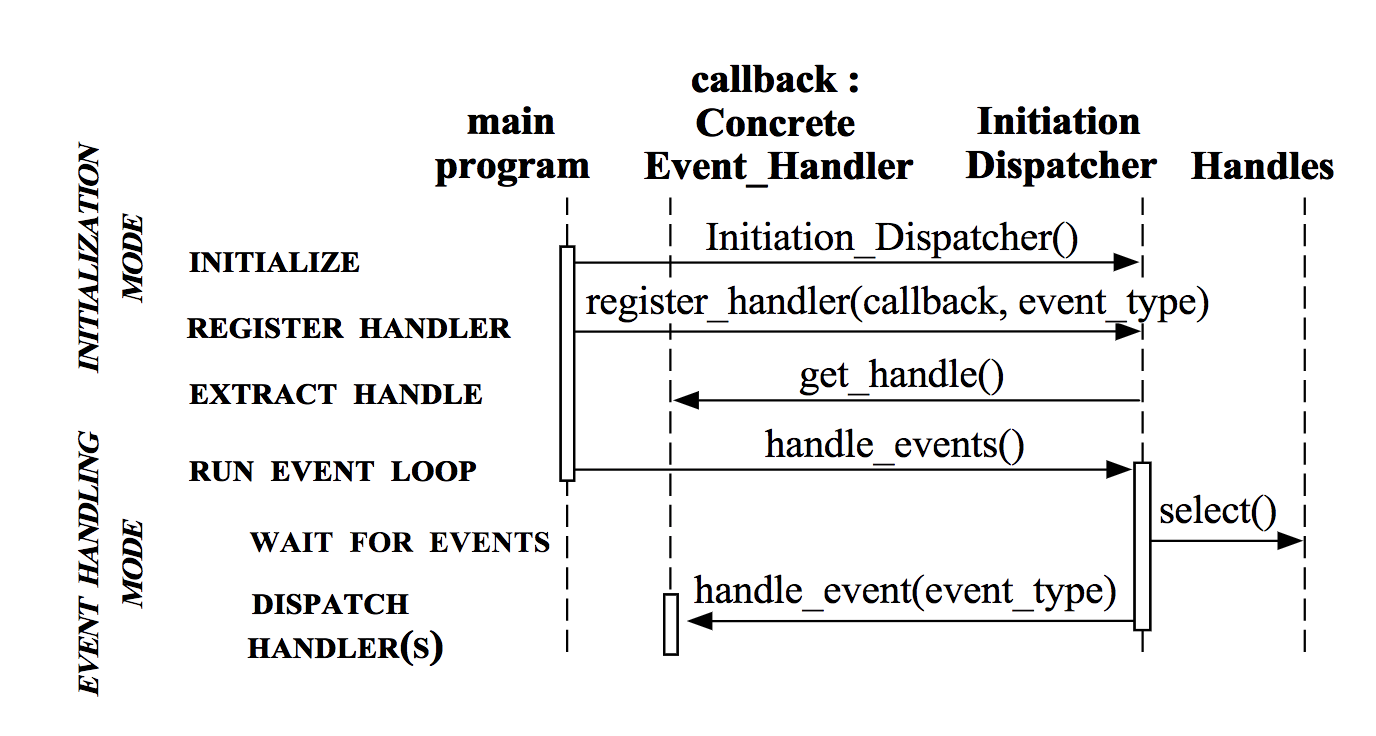 callback :
main
Concrete
Initiation
program
Event_Handler
Dispatcher
Handles
INITIALIZATION
MODE
INITIALIZE
Initiation_Dispatcher()
REGISTER HANDLER
register_handler(callback, event_type)
EXTRACT HANDLE
get_handle()
EVENT HANDLING
MODE
RUN EVENT LOOP
handle_events()
WAIT FOR EVENTS
select()
DISPATCH
HANDLER(S)
handle_event(event_type)